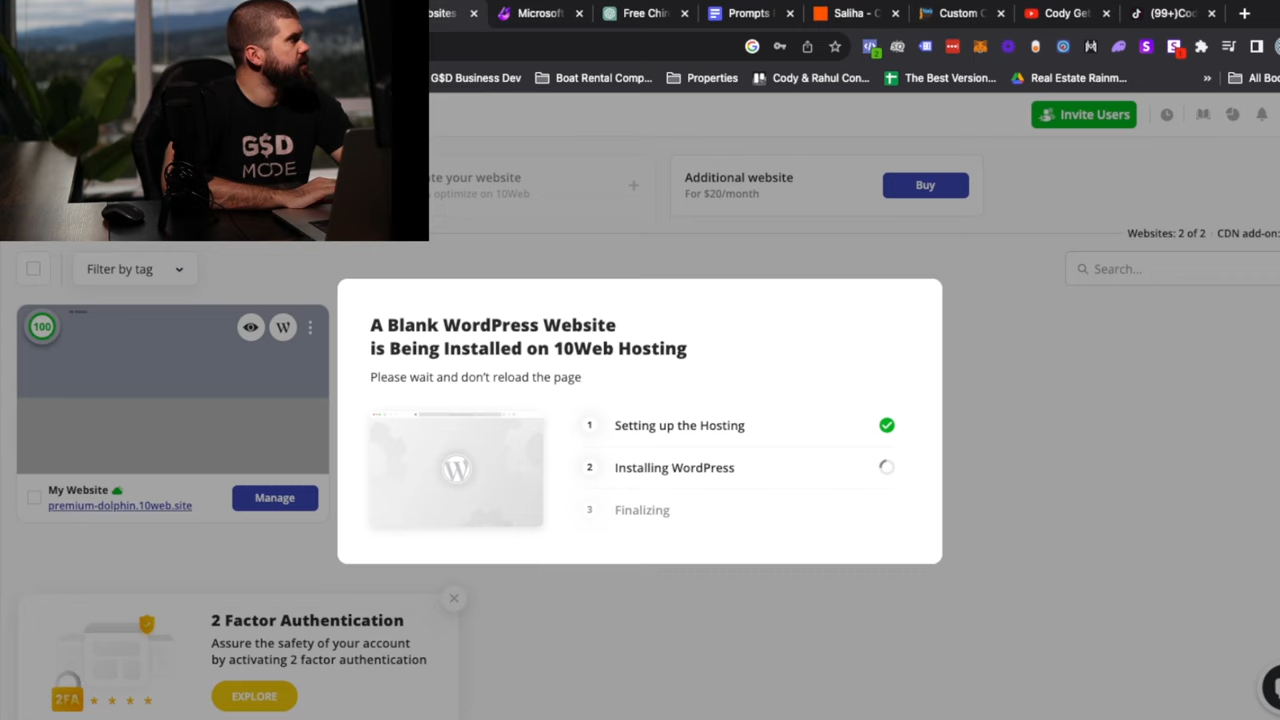 bsites
Microsof
Free Chin
Prompts
Saliha - C
Custom C
Cody Ge
(99+)Co
G$D Business Dev
Boat Rental Comp...
Properties
Cody & Rahul Con...
The Best Version...
Real Estate Rainm...
»
All Boo
G$D
MODE
Invite Users
te your website
optimize on 10Web
Additional website
For $20/month
Buy
Websites: 2 of 2
CDN add-on:
Filter by tag
Search...
100
My Website
premium-dolphin.10web.site
Manage
A Blank WordPress Website
is Being Installed on 10Web Hosting
Please wait and don’t reload the page
1 Setting up the Hosting
2 Installing WordPress
3 Finalizing
2 Factor Authentication
Assure the safety of your account
by activating 2 factor authentication
2FA
EXPLORE